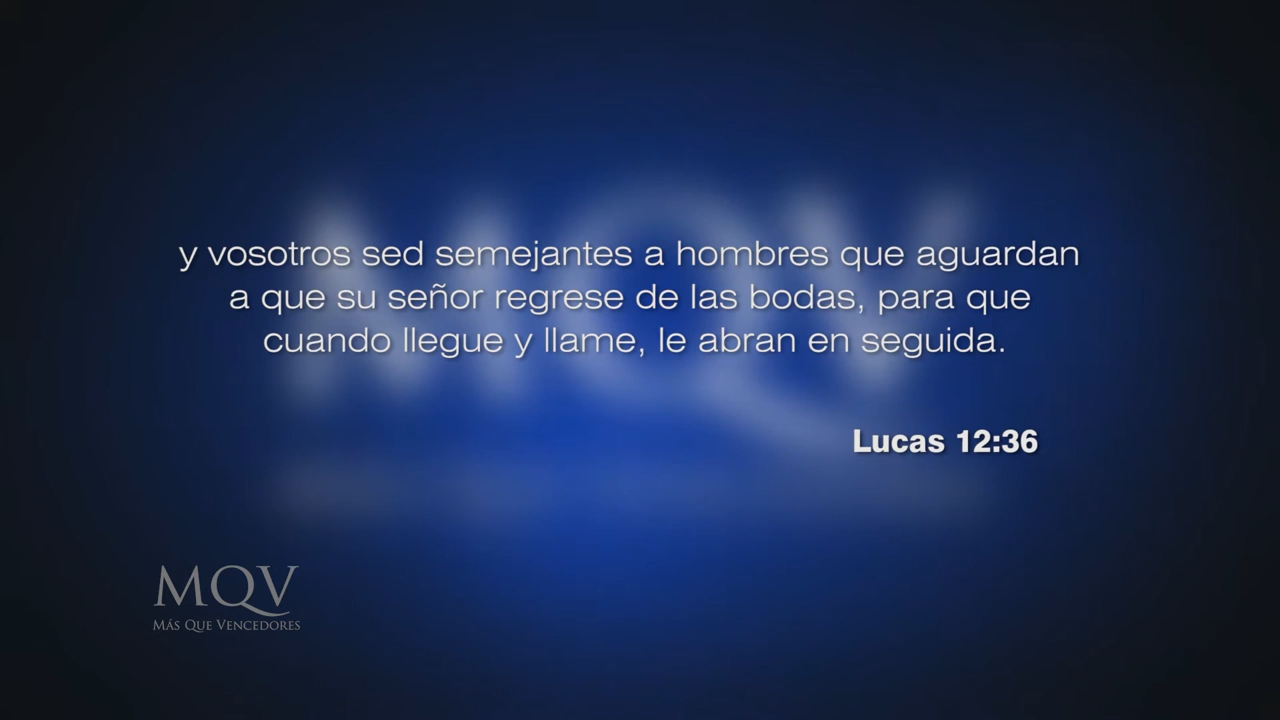 y vosotros sed semejantes a hombres que aguardan
a que su señor regrese de las bodas, para que
cuando llegue y llame, le abran en seguida.
Lucas 12:36
MQV
MÁS QUE VENCEDORES